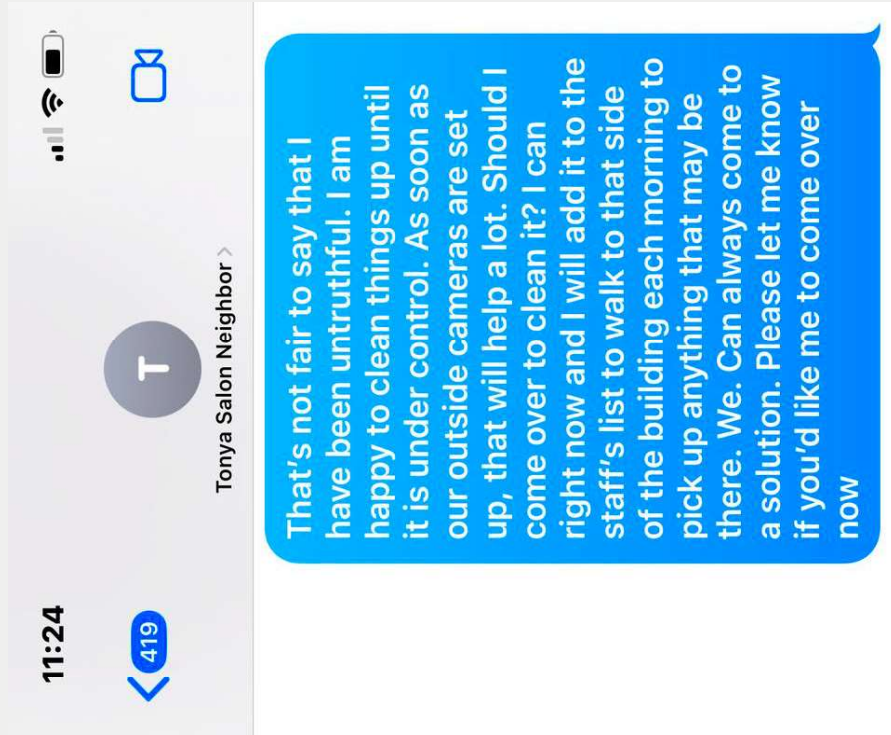 11:24
419
T
Tonya Salon Neighbor >
That's not fair to say that I
have been untruthful. I am
happy to clean things up until
it is under control. As soon as
our outside cameras are set
up, that will help a lot. Should I
come over to clean it? I can
right now and I will add it to the
staff's list to walk to that side
of the building each morning to
pick up anything that may be
there. We. Can always come to
a solution. Please let me know
if you'd like me to come over
now